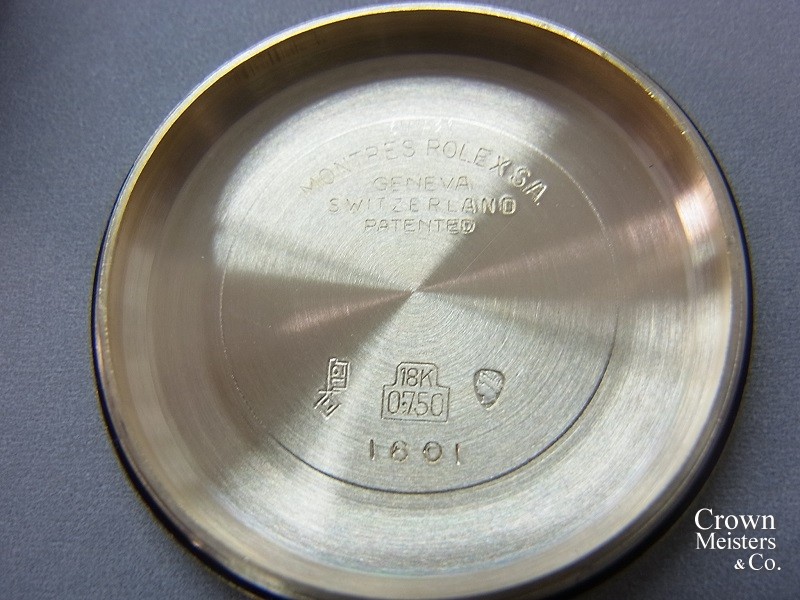 MONTRES ROLEX S/A.
GENEVA
SWITZERLAND
PATENTED
18K
0.750
1601
Crown
Meisters
& Co.